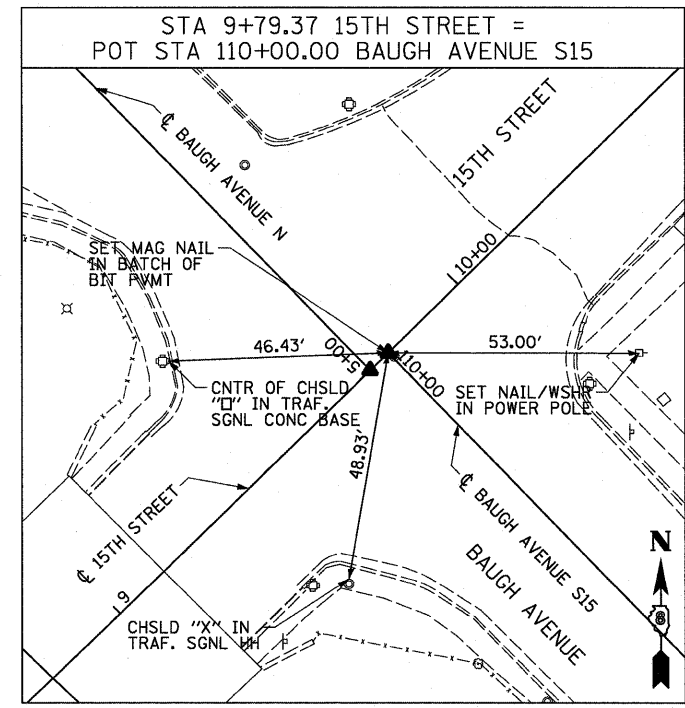 STA 9+79.37 15TH STREET =
POT STA 110+00.00 BAUGH AVENUE S15
℄ BAUGH AVENUE N
15TH STREET
10+00
SET MAG NAIL
IN BATCH OF
BIT PVMT
46.43'
5+00
110+00
53.00'
CNTR OF CHSLD
"□" IN TRAF.
SGNL CONC BASE
SET NAIL/WSHR
IN POWER POLE
48.93'
℄ 15TH STREET
℄ BAUGH AVENUE S15
BAUGH AVENUE
9
CHSLD "X" IN
TRAF. SGNL HH
N
8